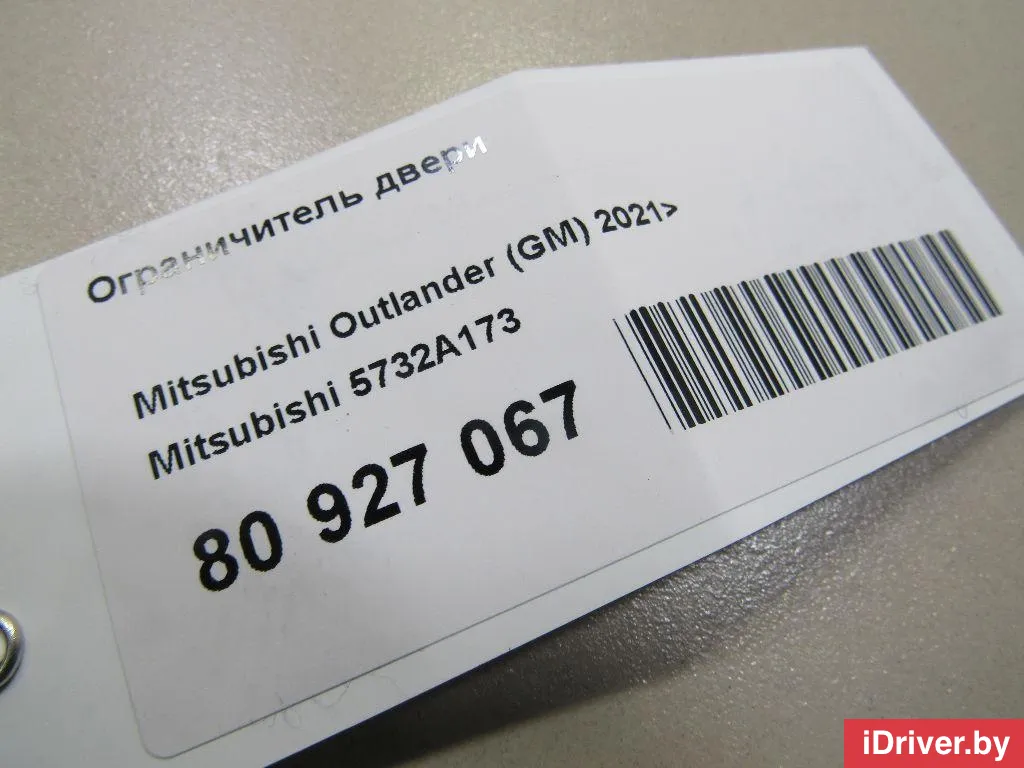 Ограничитель двери
Mitsubishi Outlander (GM) 2021>
Mitsubishi 5732A173
80 927 067
iDriver.by